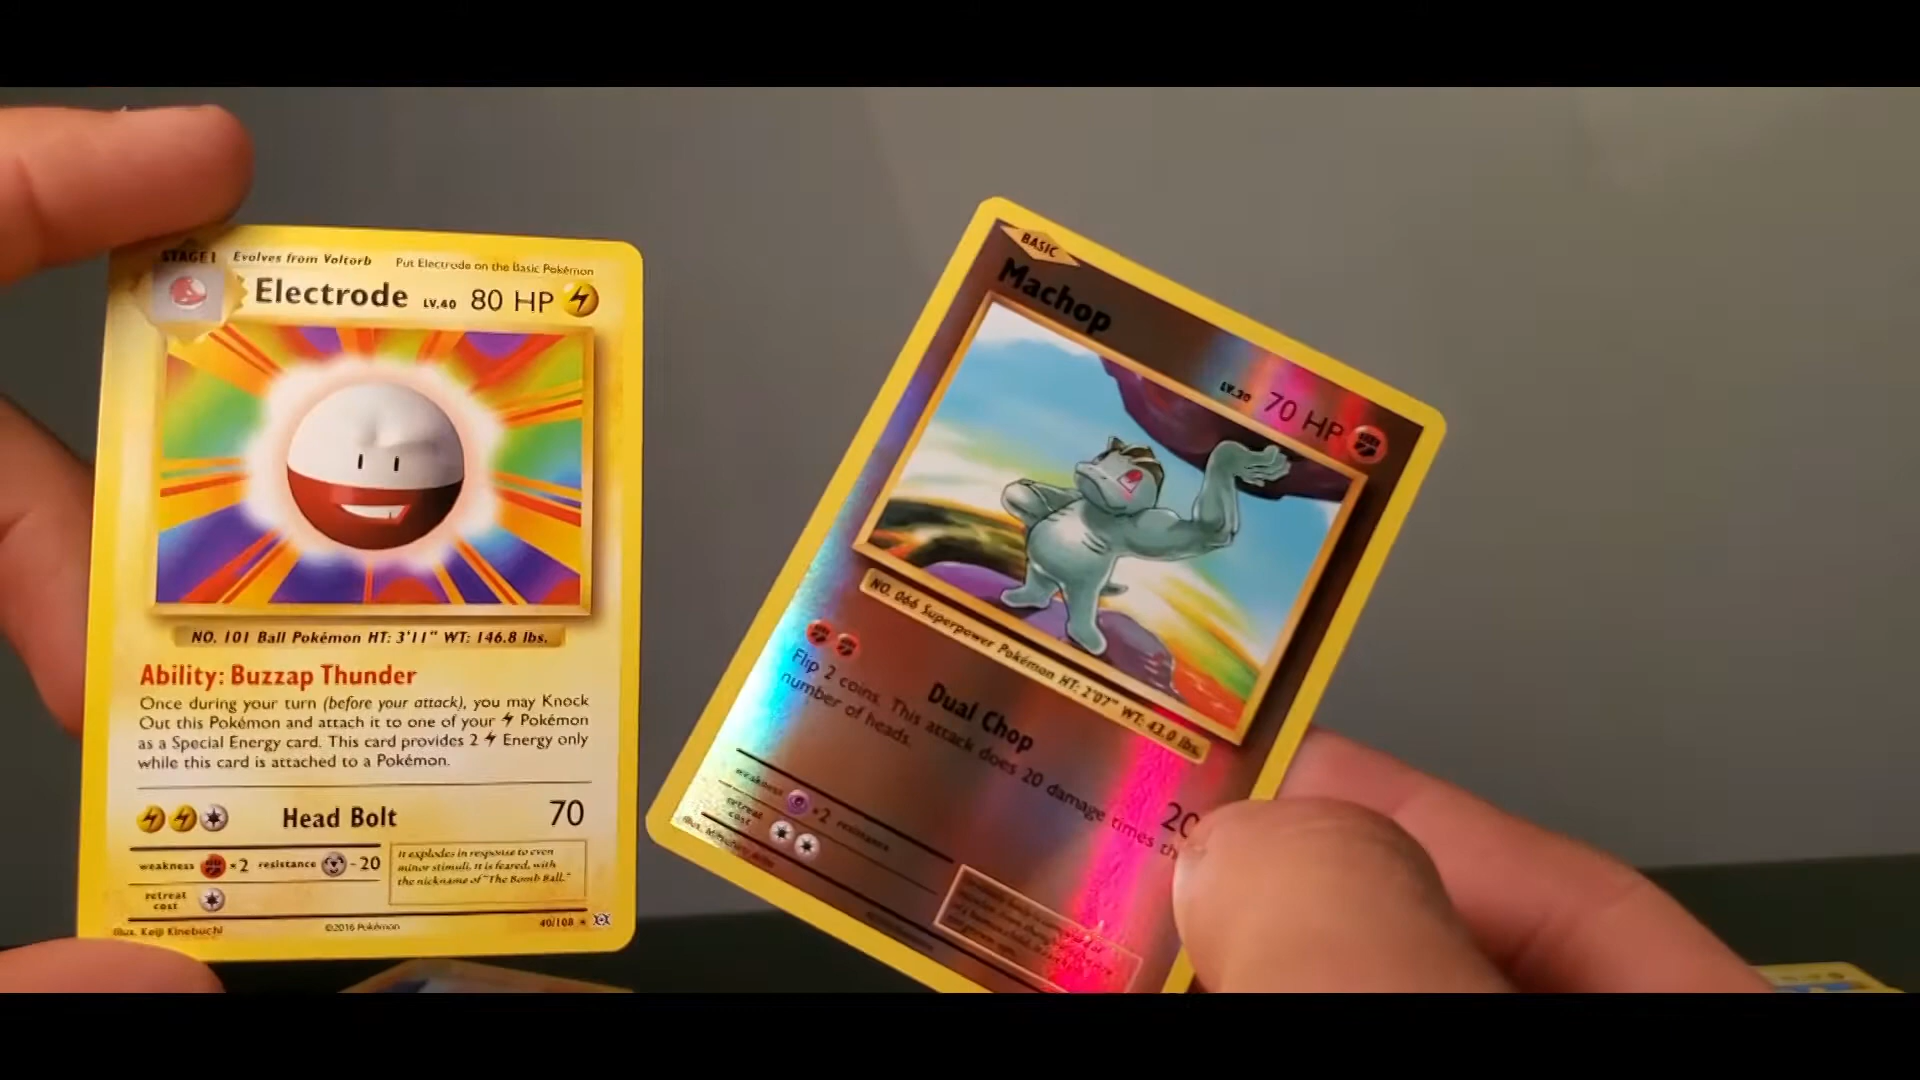 STAGE 1 Evolves from Voltorb Put Electrode on the Basic Pokémon
Electrode LV.40 80 HP
NO. 101 Ball Pokémon HT: 3'11" WT: 146.8 lbs.
Ability: Buzzap Thunder
Once during your turn (before your attack), you may Knock
Out this Pokémon and attach it to one of your Pokémon
as a Special Energy card. This card provides 2 Energy only
while this card is attached to a Pokémon.
Head Bolt 70
weakness ×2 resistance -20
retreat
cost
It explodes in response to even
minor stimuli. It is feared, with
the nickname of "The Bomb Ball."
Illus. Keiji Kinebuchi ©2016 Pokémon 40/108 ★
BASIC
Machop
LV.20 70 HP
NO. 066 Superpower Pokémon HT: 2'07" WT: 43.0 lbs.
Dual Chop 20
Flip 2 coins. This attack does 20 damage times th
number of heads.
weakness ×2 resistance
retreat
cost